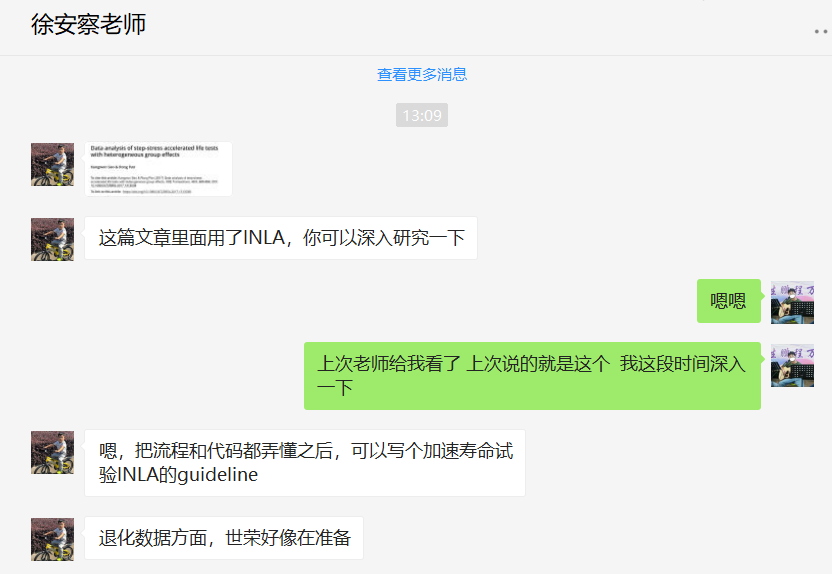 徐安察老师
查看更多消息
13:09
Data analysis of step-stress accelerated life tests
with heterogeneous group effects
这篇文章里面用了INLA，你可以深入研究一下
嗯嗯
上次老师给我看了 上次说的就是这个  我这段时间深入
一下
嗯，把流程和代码都弄懂之后，可以写个加速寿命试
验INLA的guideline
退化数据方面，世荣好像在准备